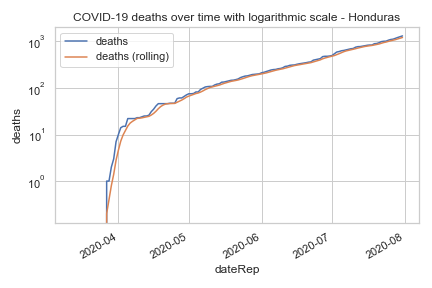 COVID-19 deaths over time with logarithmic scale - Honduras
deaths
deaths (rolling)
10³
10²
10¹
10⁰
deaths
2020-04
2020-05
2020-06
2020-07
2020-08
dateRep